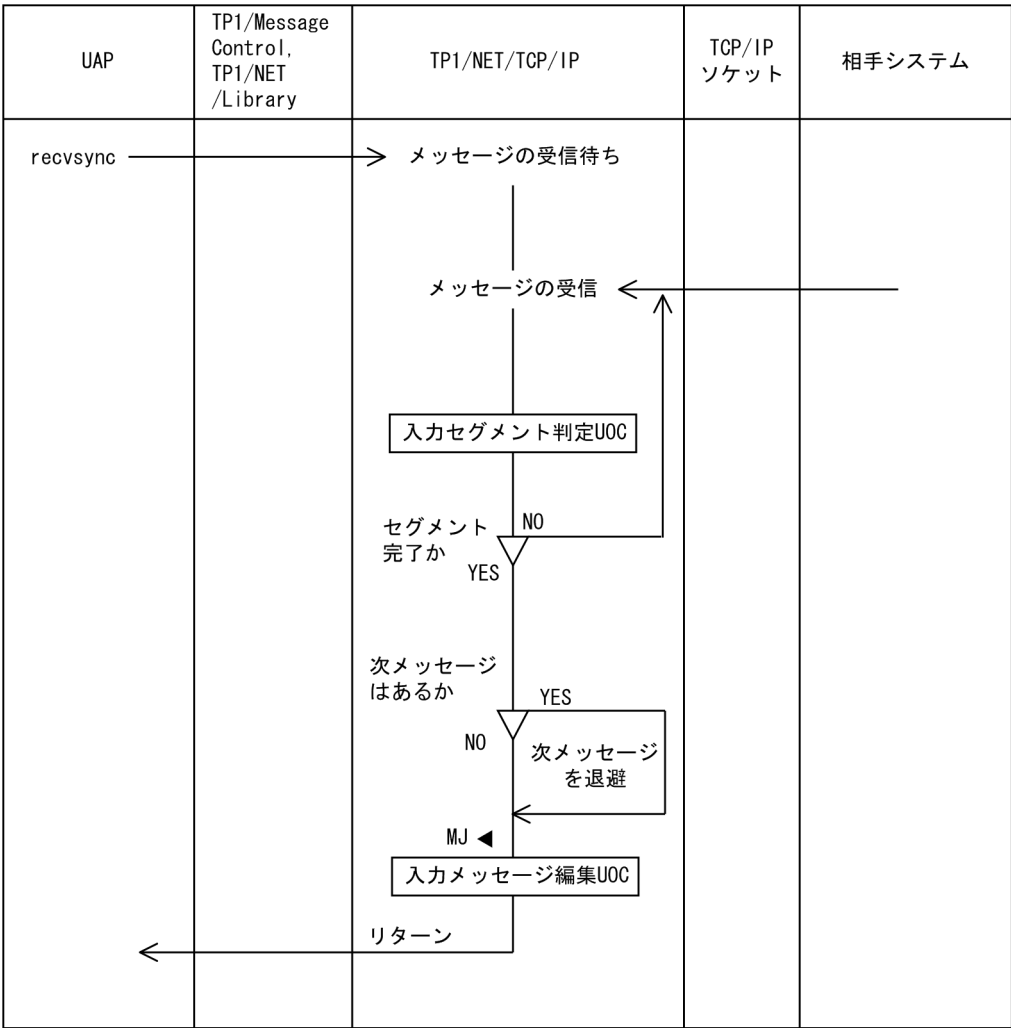 UAP
TP1/Message
Control,
TP1/NET
/Library
TP1/NET/TCP/IP
TCP/IP
ソケット
相手システム
recvsync
メッセージの受信待ち
メッセージの受信
入力セグメント判定UOC
セグメント
完了か
NO
YES
次メッセージ
はあるか
YES
NO
次メッセージ
を退避
MJ
入力メッセージ編集UOC
リターン